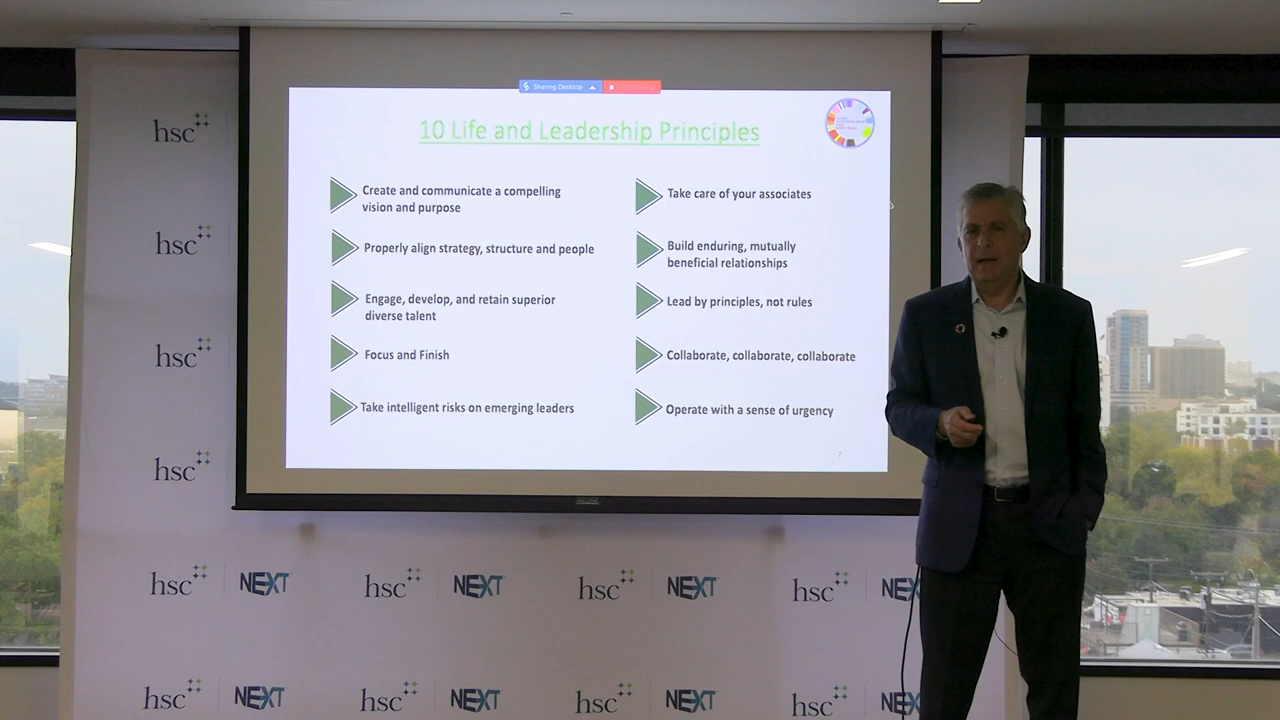 Sharing Desktop
10 Life and Leadership Principles
Create and communicate a compelling
vision and purpose
Properly align strategy, structure and people
Engage, develop, and retain superior
diverse talent
Focus and Finish
Take intelligent risks on emerging leaders
Take care of your associates
Build enduring, mutually
beneficial relationships
Lead by principles, not rules
Collaborate, collaborate, collaborate
Operate with a sense of urgency
7
hsc
hsc
hsc
hsc
hsc NEXT hsc NEXT hsc NEXT hsc NEXT
hsc NEXT hsc NEXT hsc NEXT hsc NEXT